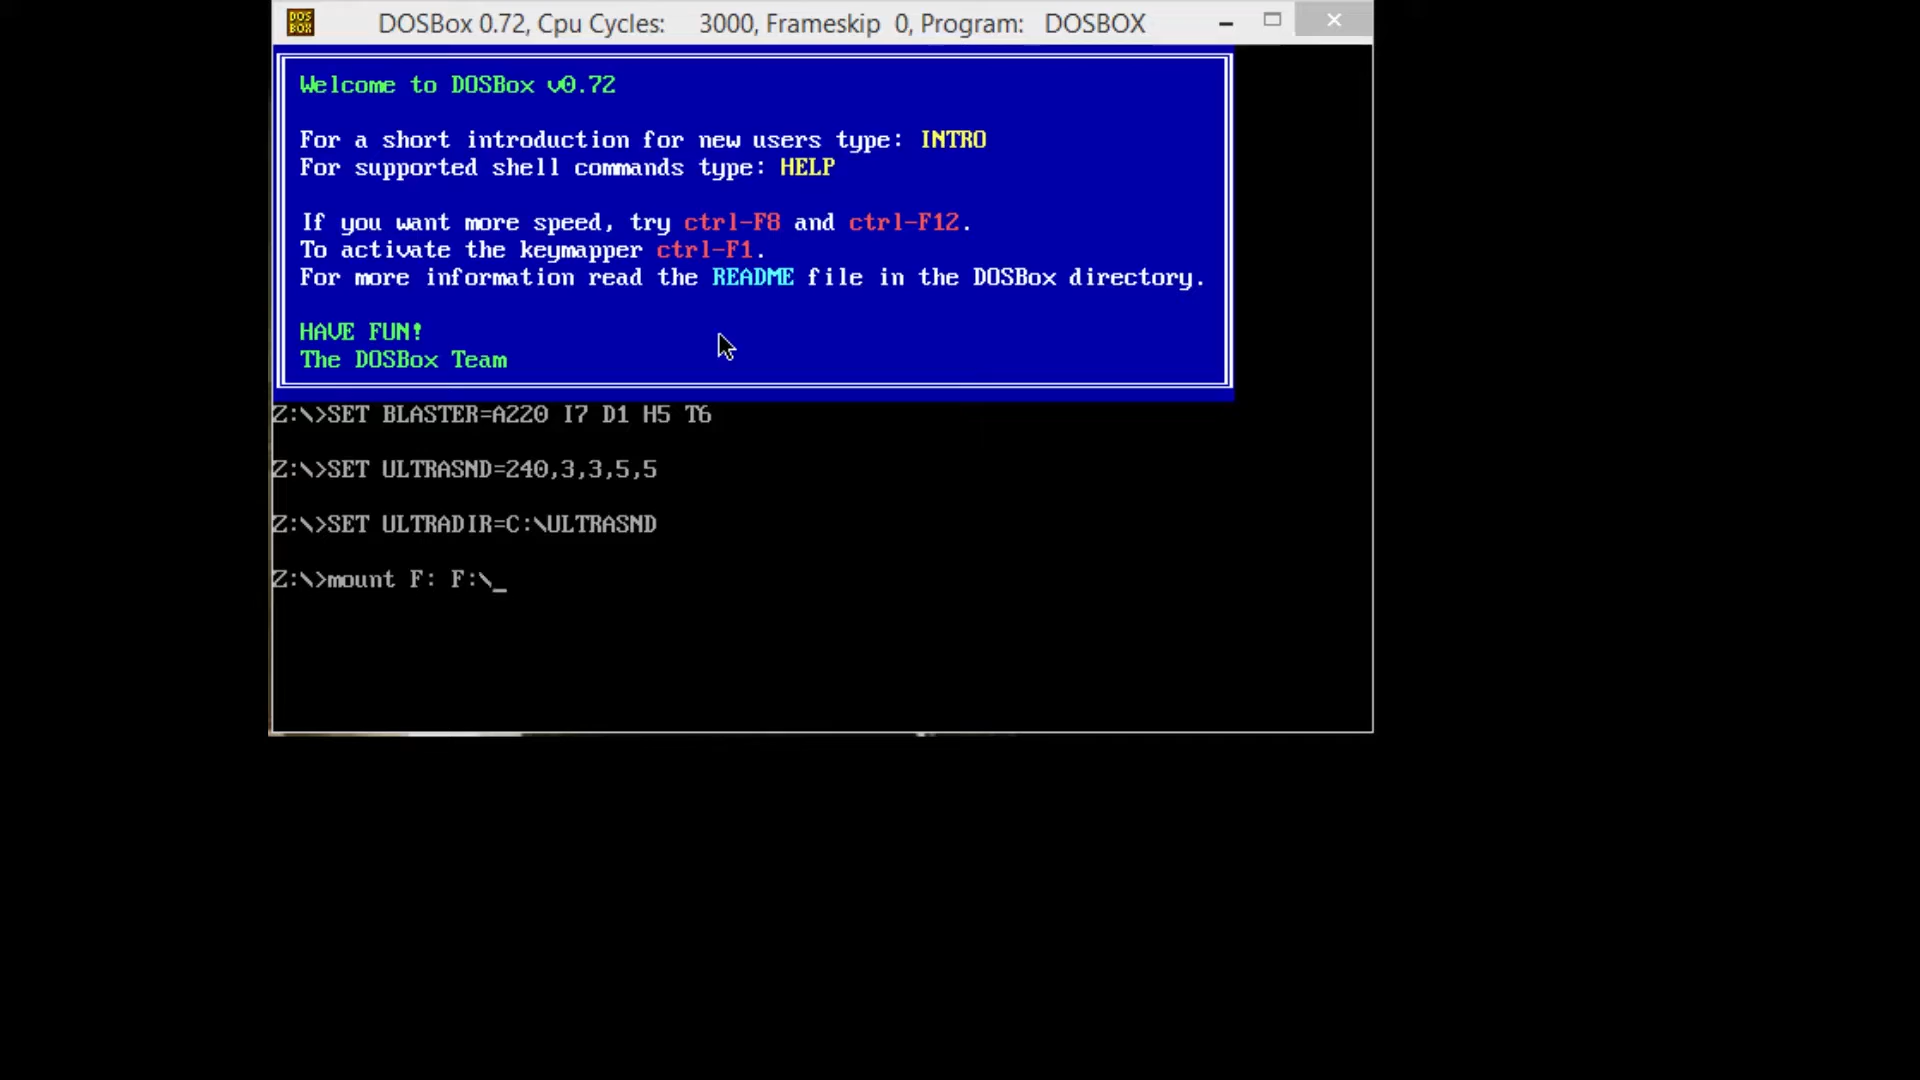 DOS BOX
DOSBox 0.72, Cpu Cycles: 3000, Frameskip 0, Program: DOSBOX
Welcome to DOSBox v0.72
For a short introduction for new users type: INTRO
For supported shell commands type: HELP
If you want more speed, try ctrl-F8 and ctrl-F12.
To activate the keymapper ctrl-F1.
For more information read the README file in the DOSBox directory.
HAVE FUN!
The DOSBox Team
Z:\>SET BLASTER=A220 I7 D1 H5 T6
Z:\>SET ULTRASND=240,3,3,5,5
Z:\>SET ULTRADIR=C:\ULTRASND
Z:\>mount F: F:\_